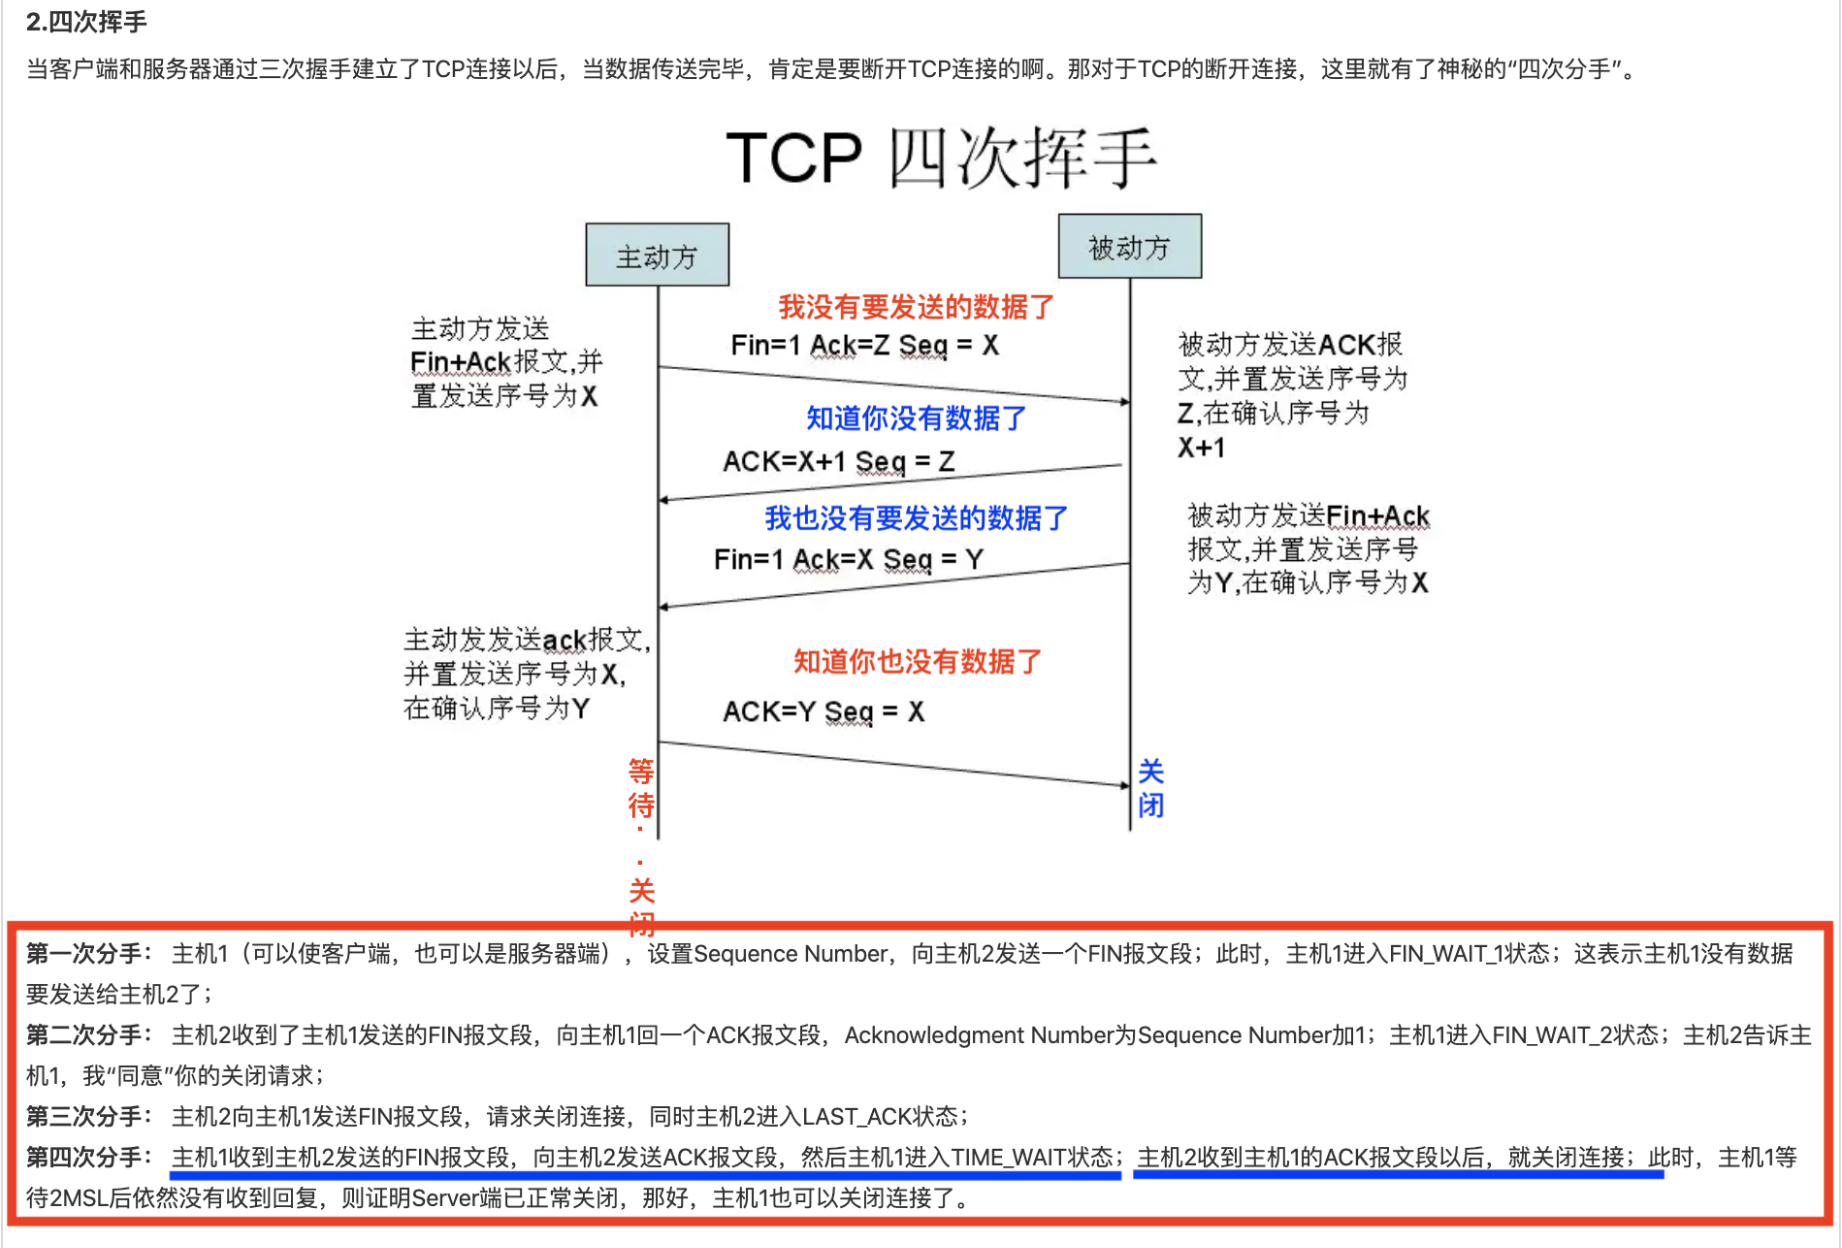 2.四次挥手
当客户端和服务器通过三次握手建立了TCP连接以后，当数据传送完毕，肯定是要断开TCP连接的啊。那对于TCP的断开连接，这里就有了神秘的“四次分手”。
TCP 四次挥手
主动方
被动方
我没有要发送的数据了
Fin=1 Ack=Z Seq = X
主动方发送
Fin+Ack报文,并
置发送序号为X
被动方发送ACK报
文,并置发送序号为
Z,在确认序号为
X+1
知道你没有数据了
ACK=X+1 Seq = Z
我也没有要发送的数据了
Fin=1 Ack=X Seq = Y
被动方发送Fin+Ack
报文,并置发送序号
为Y,在确认序号为X
主动发发送ack报文,
并置发送序号为X,
在确认序号为Y
知道你也没有数据了
ACK=Y Seq = X
等
待
.
.
关
闭
关
闭
第一次分手： 主机1（可以使客户端，也可以是服务器端），设置Sequence Number，向主机2发送一个FIN报文段；此时，主机1进入FIN_WAIT_1状态；这表示主机1没有数据
要发送给主机2了；
第二次分手： 主机2收到了主机1发送的FIN报文段，向主机1回一个ACK报文段，Acknowledgment Number为Sequence Number加1；主机1进入FIN_WAIT_2状态；主机2告诉主
机1，我“同意”你的关闭请求；
第三次分手： 主机2向主机1发送FIN报文段，请求关闭连接，同时主机2进入LAST_ACK状态；
第四次分手： 主机1收到主机2发送的FIN报文段，向主机2发送ACK报文段，然后主机1进入TIME_WAIT状态；主机2收到主机1的ACK报文段以后，就关闭连接；此时，主机1等
待2MSL后依然没有收到回复，则证明Server端已正常关闭，那好，主机1也可以关闭连接了。